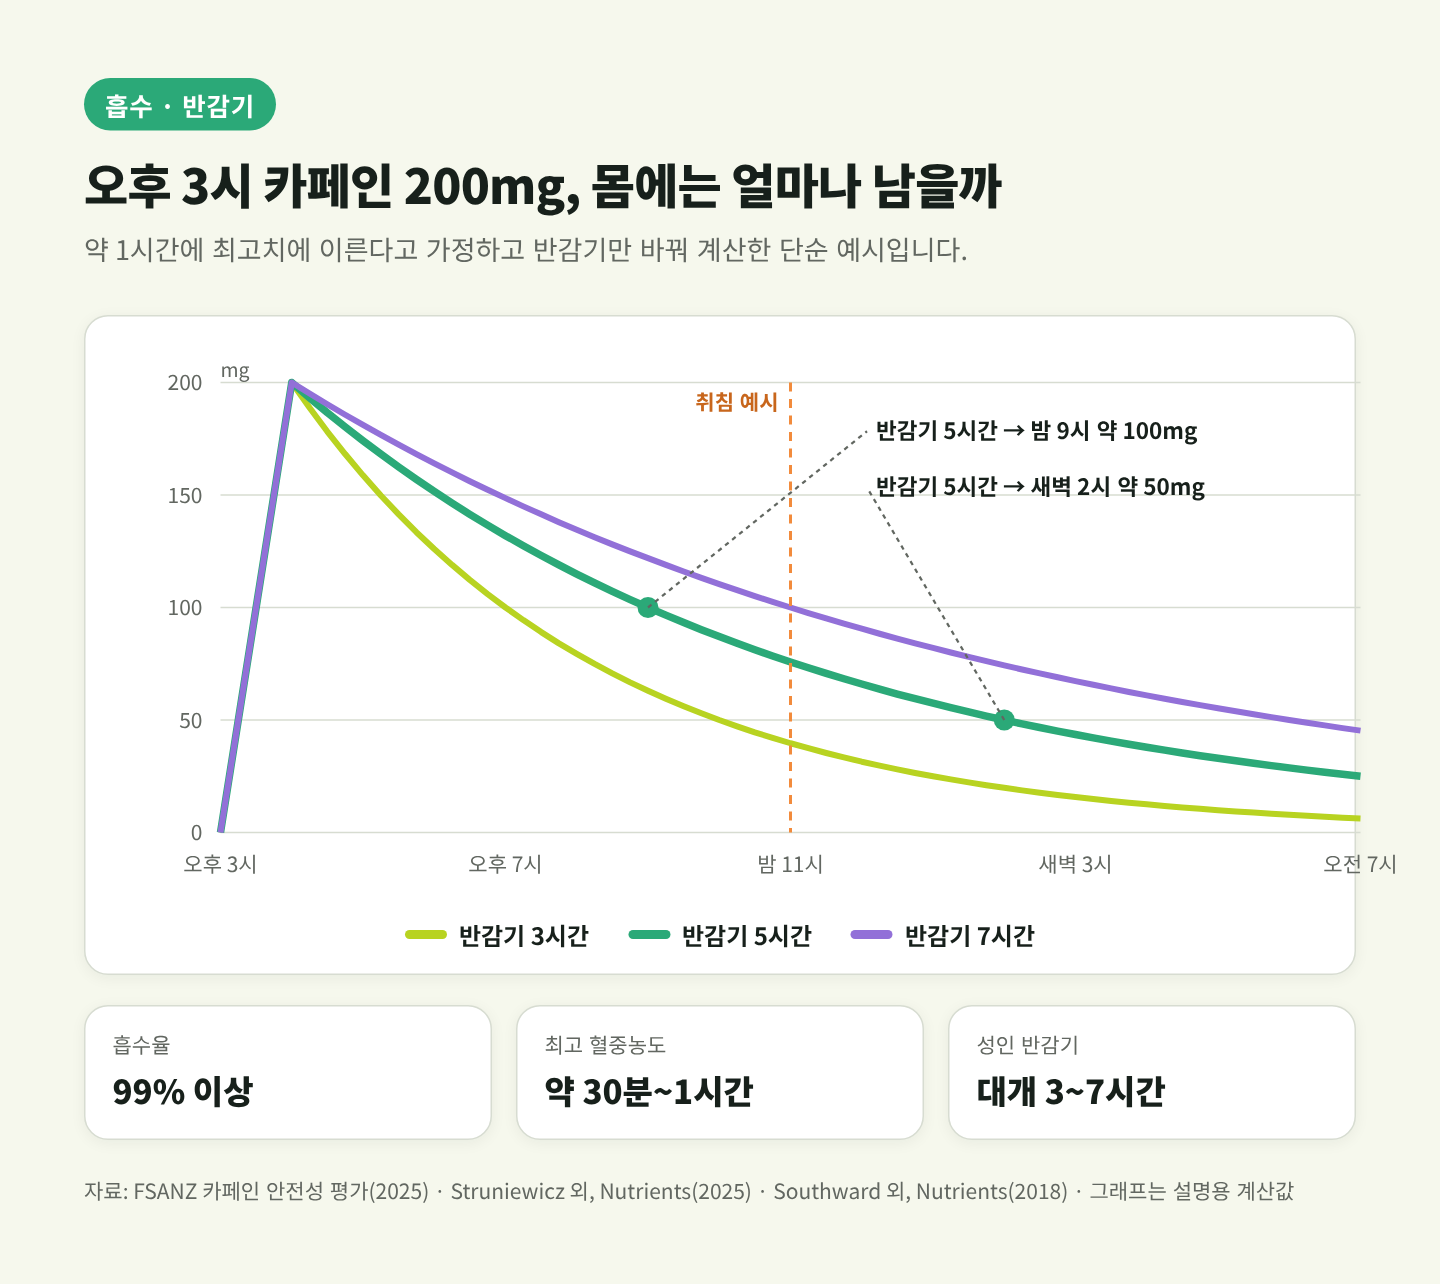 흡수 · 반감기
오후 3시 카페인 200mg, 몸에는 얼마나 남을까
약 1시간에 최고치에 이른다고 가정하고 반감기만 바꿔 계산한 단순 예시입니다.
mg
200
취침 예시
반감기 5시간 → 밤 9시 약 100mg
반감기 5시간 → 새벽 2시 약 50mg
150
100
50
0
오후 3시 오후 7시 밤 11시 새벽 3시 오전 7시
반감기 3시간 반감기 5시간 반감기 7시간
흡수율
99% 이상
최고 혈중농도
약 30분~1시간
성인 반감기
대개 3~7시간
자료: FSANZ 카페인 안전성 평가(2025) · Struniewicz 외, Nutrients(2025) · Southward 외, Nutrients(2018) · 그래프는 설명용 계산값